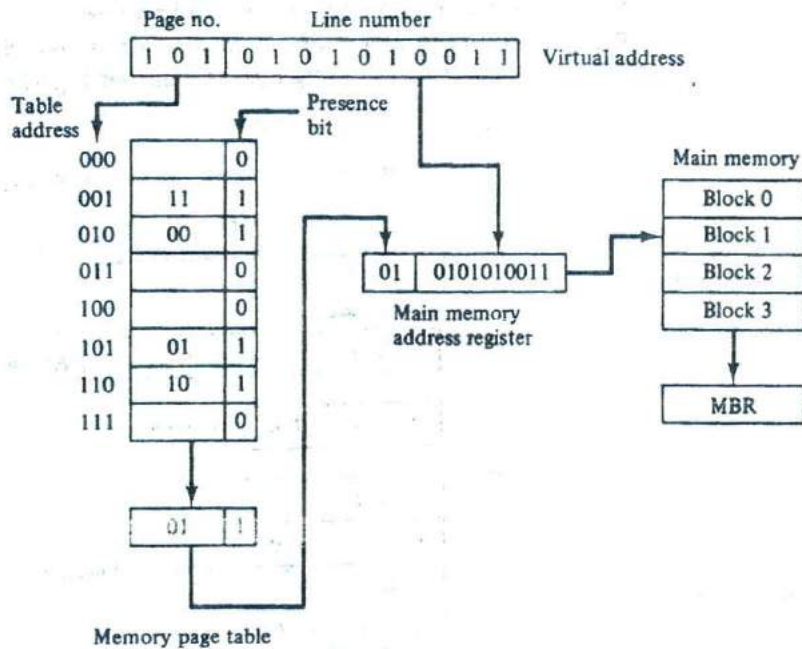 Page no. Line number
1 0 1 0 1 0 1 0 1 0 0 1 1 Virtual address
Table address
Presence bit
000 0
001 11 1
010 00 1
011 0
100 0
101 01 1
110 10 1
111 0
01 1
Memory page table
01 0101010011
Main memory
address register
Main memory
Block 0
Block 1
Block 2
Block 3
MBR